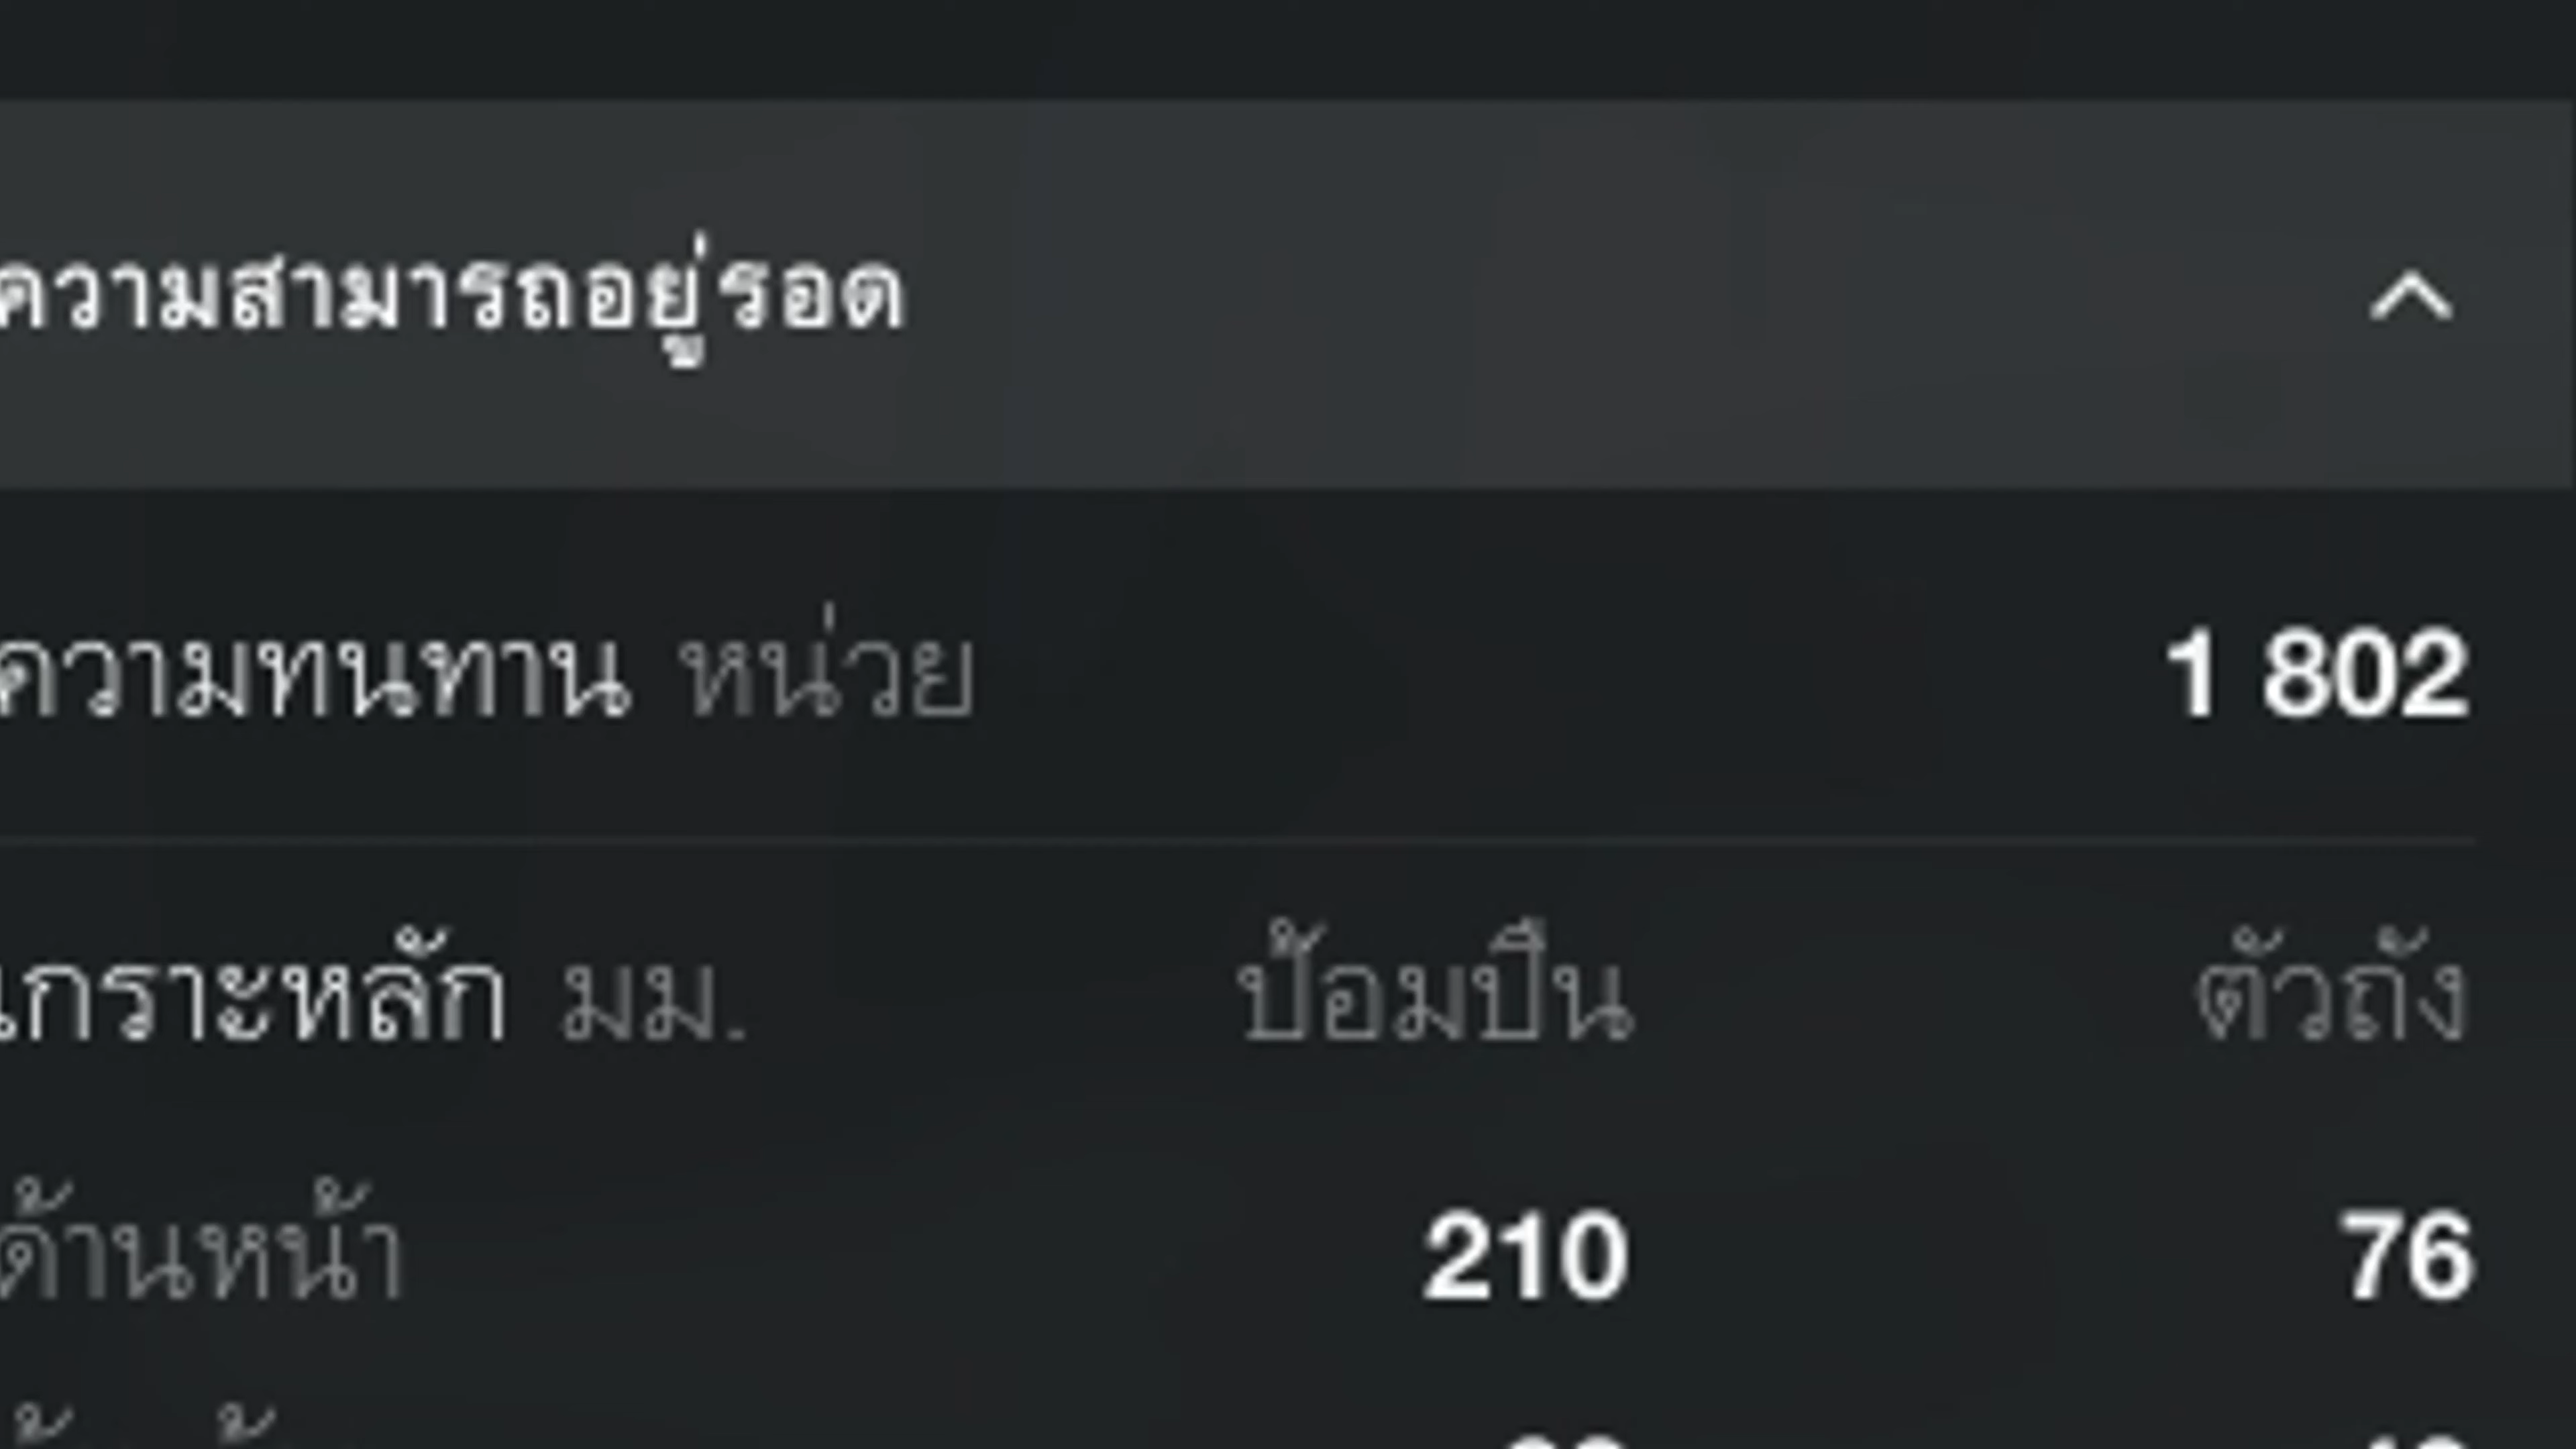 ความสามารถอยู่รอด
ความทนทาน หน่วย 1 802
เกราะหลัก มม. ป้อมปืน ตัวถัง
ด้านหน้า 210 76